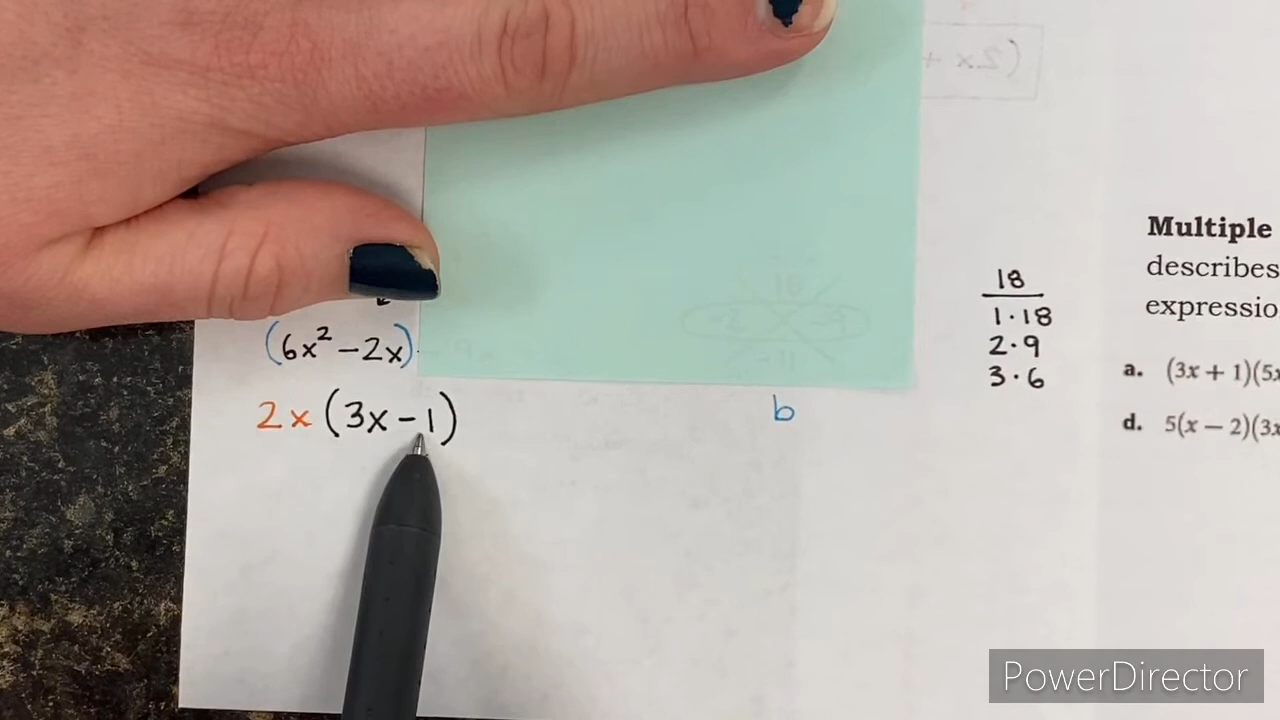 (6x² – 2x)
2x (3x – 1)
b
18
1·18
2·9
3·6
Multiple
describes
expressio
a. (3x + 1)(5x
d. 5(x – 2)(3x
(2x +
PowerDirector